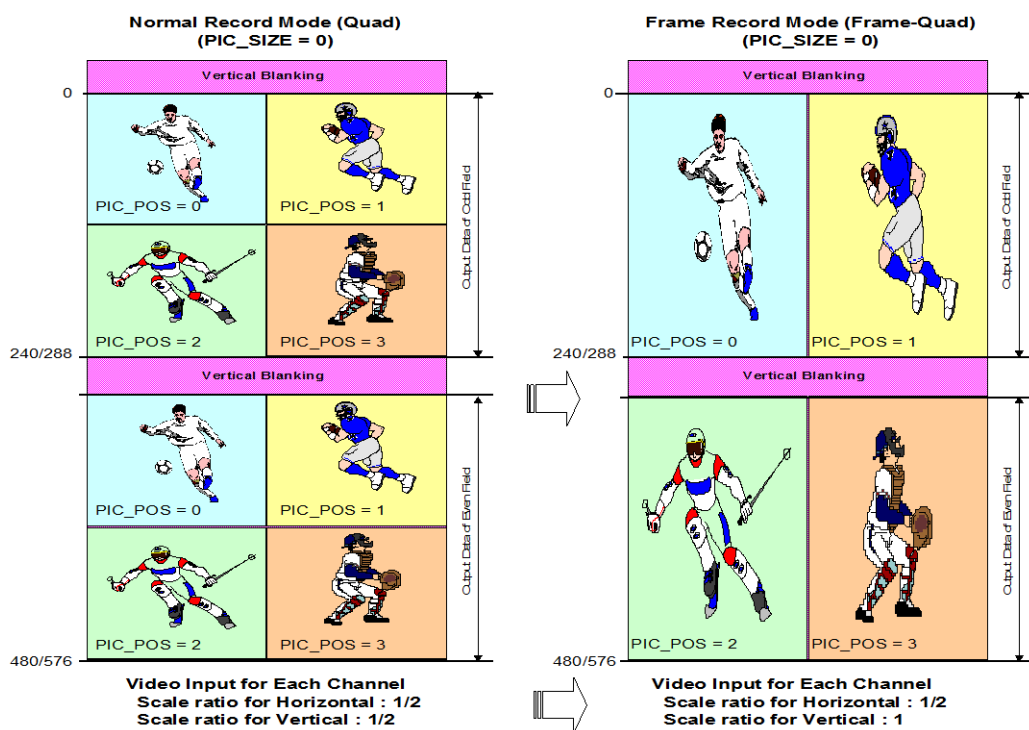 Normal Record Mode (Quad)
(PIC_SIZE = 0)
Vertical Blanking
0
PIC_POS = 0
PIC_POS = 1
PIC_POS = 2
PIC_POS = 3
Output Data of Odd Field
240/288
Vertical Blanking
PIC_POS = 0
PIC_POS = 1
PIC_POS = 2
PIC_POS = 3
Output Data of Even Field
480/576
Video Input for Each Channel
Scale ratio for Horizontal : 1/2
Scale ratio for Vertical : 1/2
Frame Record Mode (Frame-Quad)
(PIC_SIZE = 0)
Vertical Blanking
0
PIC_POS = 0
PIC_POS = 1
Output Data of Odd Field
240/288
Vertical Blanking
PIC_POS = 2
PIC_POS = 3
Output Data of Even Field
480/576
Video Input for Each Channel
Scale ratio for Horizontal : 1/2
Scale ratio for Vertical : 1